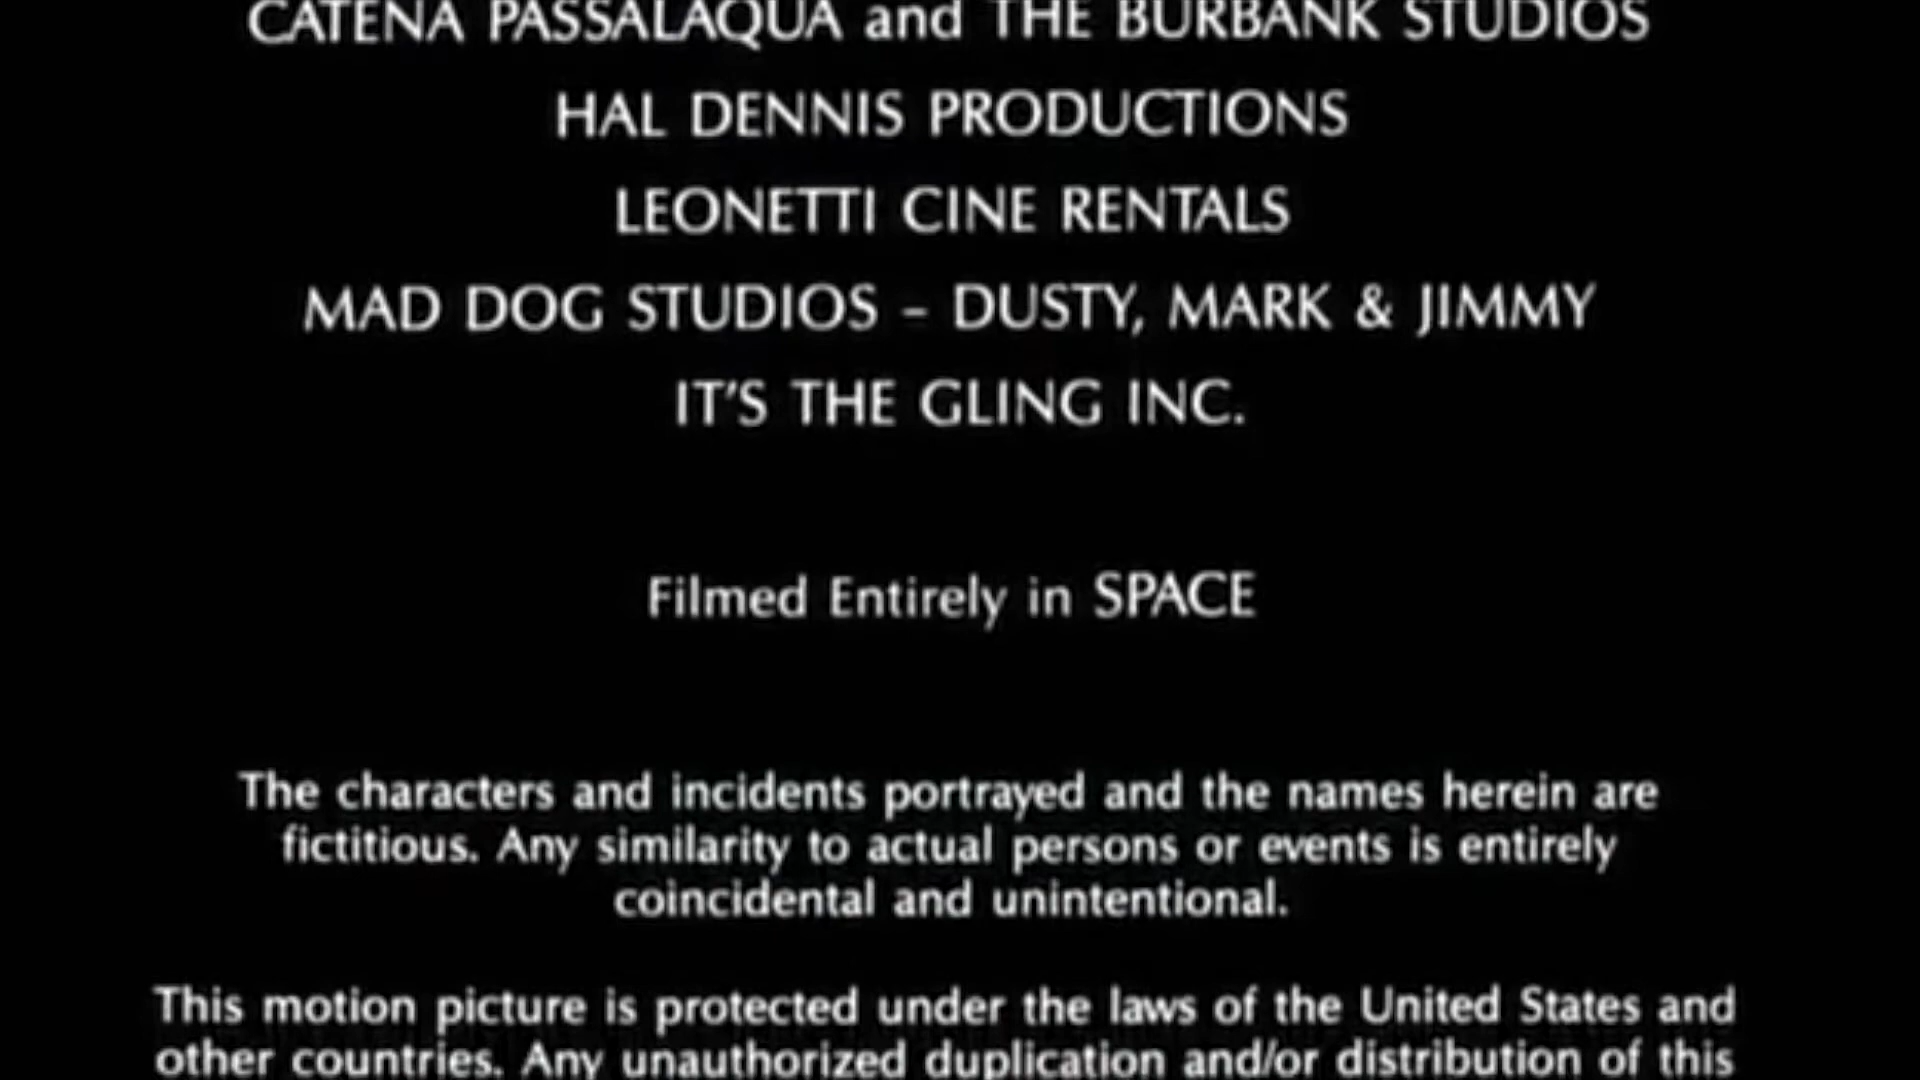 CATENA PASSALAQUA and THE BURBANK STUDIOS
HAL DENNIS PRODUCTIONS
LEONETTI CINE RENTALS
MAD DOG STUDIOS – DUSTY, MARK & JIMMY
IT'S THE GLING INC.
Filmed Entirely in SPACE
The characters and incidents portrayed and the names herein are
fictitious. Any similarity to actual persons or events is entirely
coincidental and unintentional.
This motion picture is protected under the laws of the United States and
other countries. Any unauthorized duplication and/or distribution of this